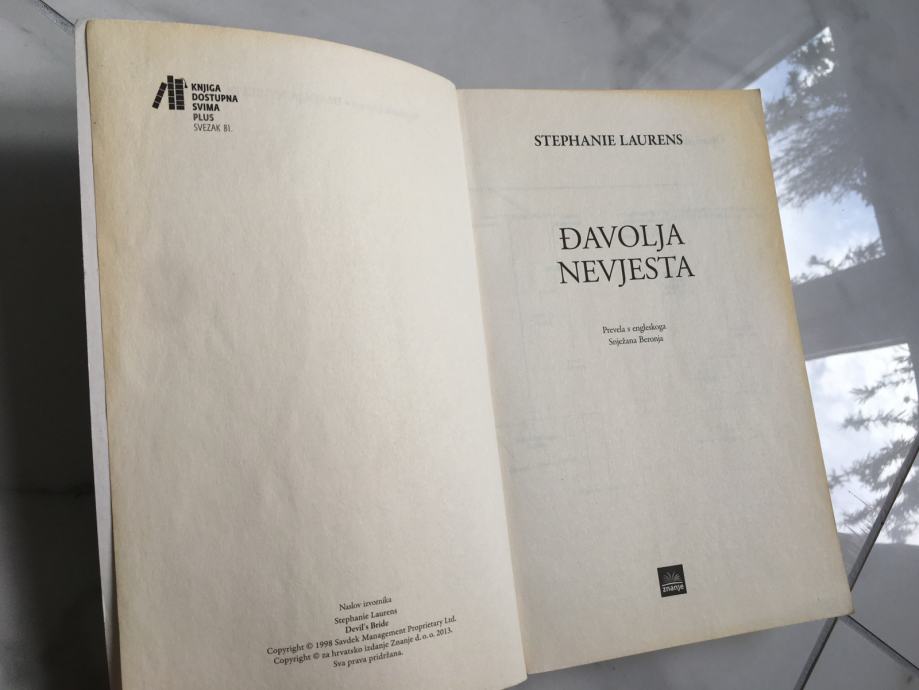 KNJIGA
DOSTUPNA
SVIMA
PLUS
SVEZAK 81.
Naslov izvornika
Stephanie Laurens
Devil's Bride
Copyright © 1998 Savdek Management Proprietary Ltd.
Copyright © za hrvatsko izdanje Znanje d. o. o. 2013.
Sva prava pridržana.
STEPHANIE LAURENS
ĐAVOLJA
NEVJESTA
Prevela s engleskoga
Snježana Beronja
znanje